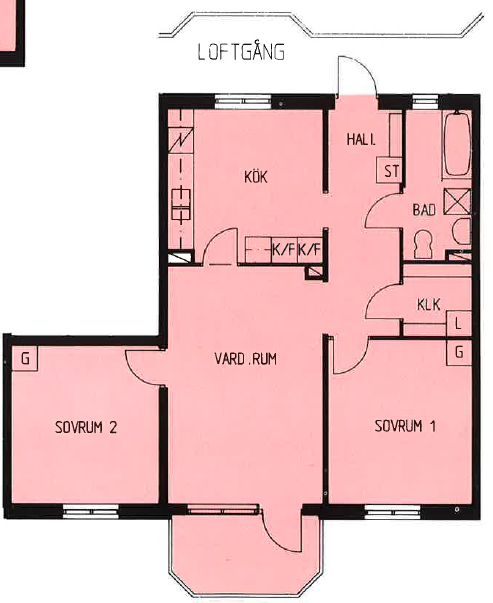 LOFTGÅNG
HALL
ST
KÖK
BAD
K/F K/F
KLK
L
G
G
VARD.RUM
SOVRUM 2
SOVRUM 1